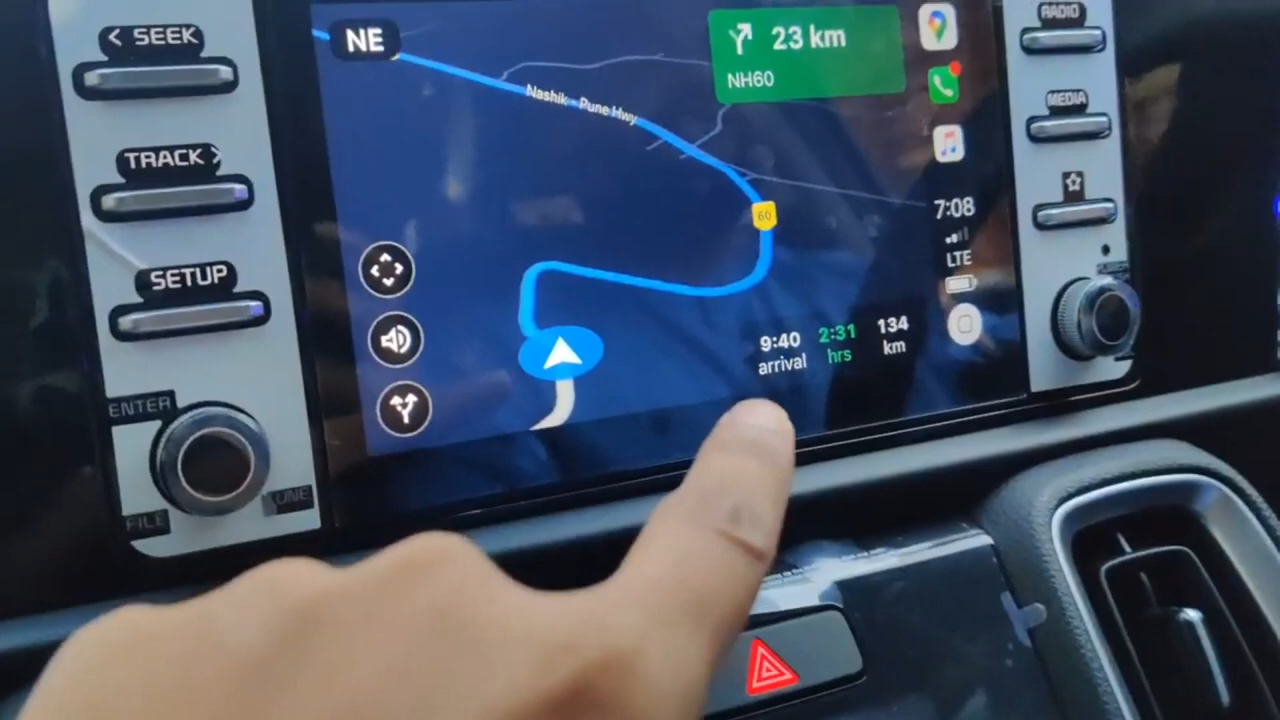 < SEEK
TRACK >
SETUP
ENTER
FILE
NE
Nashik - Pune Hwy
60
23 km
NH60
7:08
LTE
9:40
arrival
2:31
hrs
134
km
RADIO
MEDIA